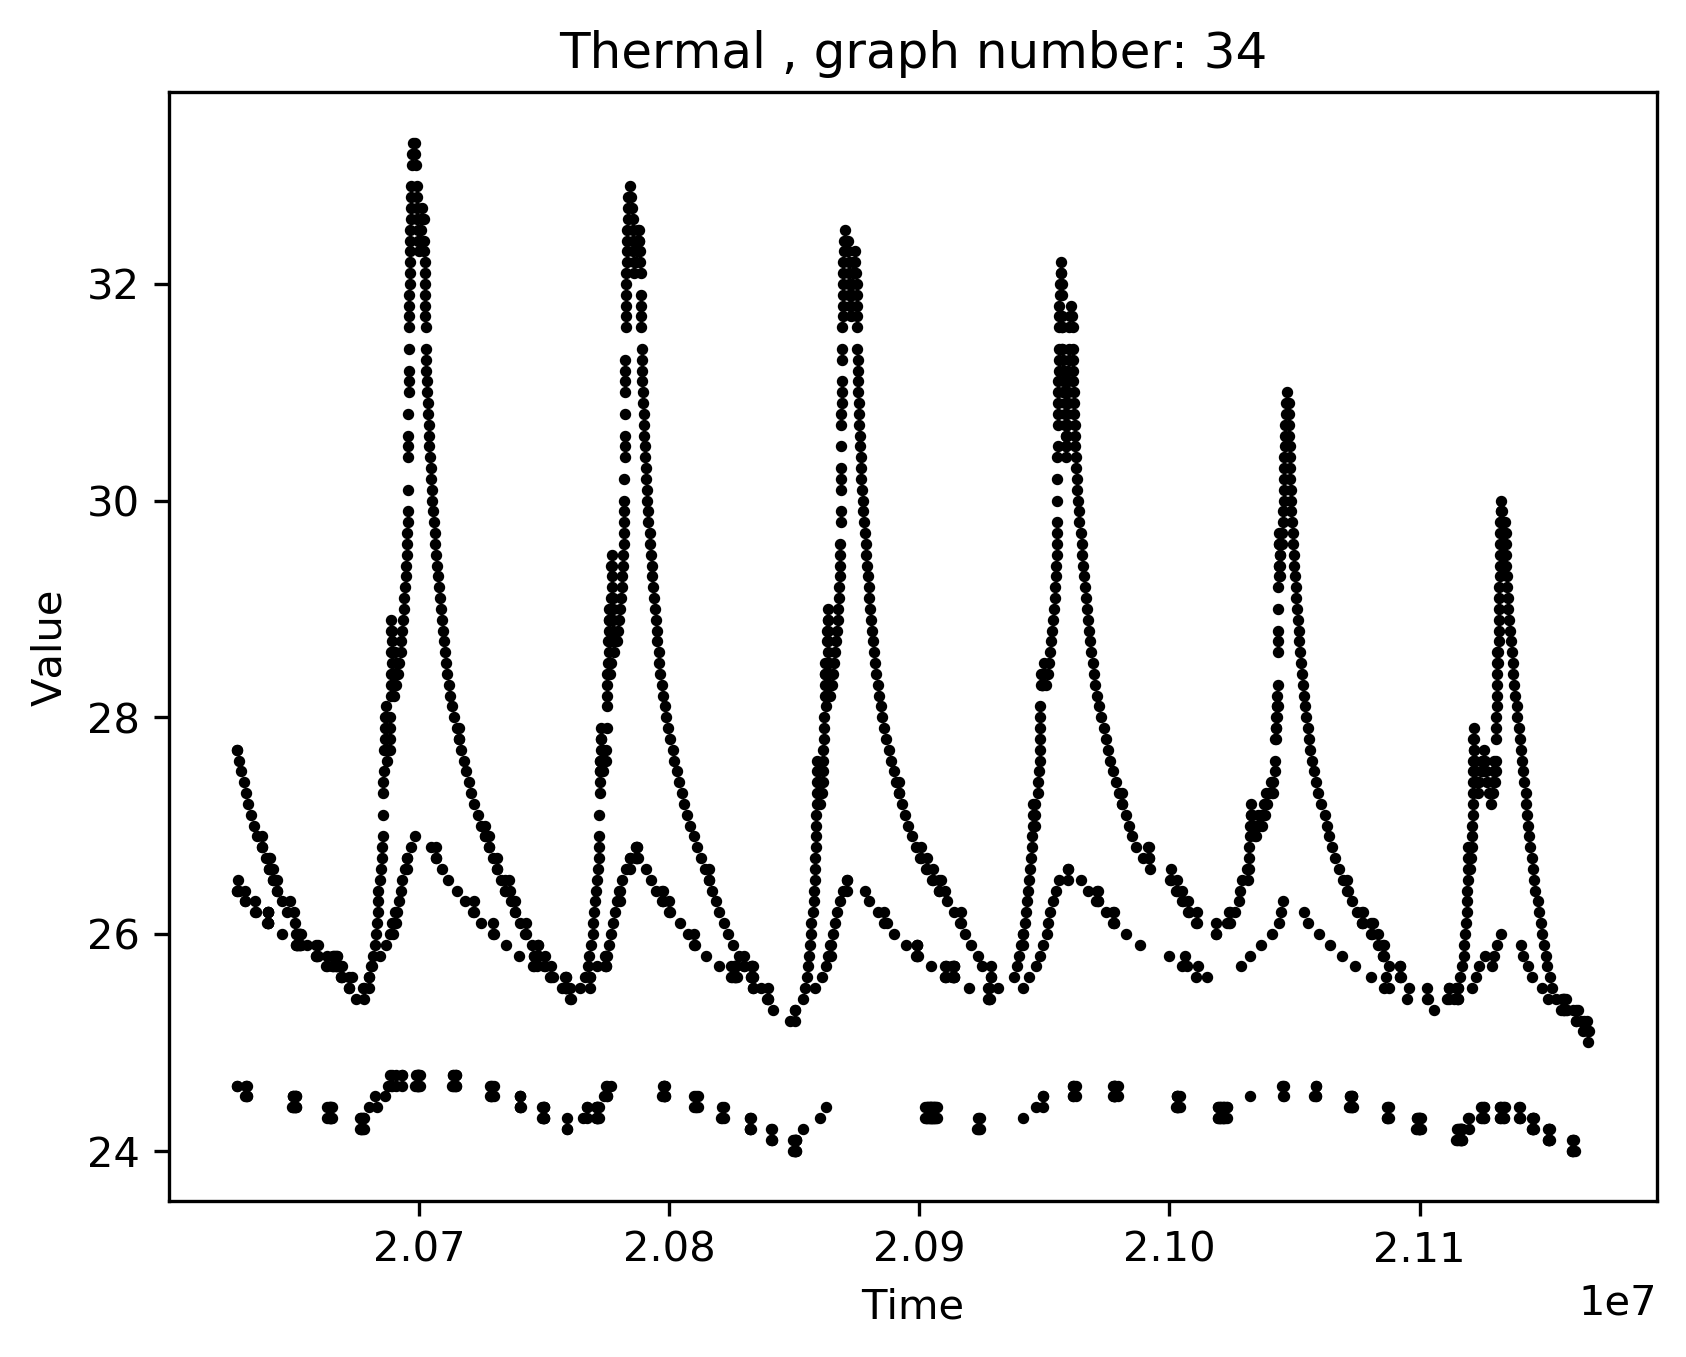 Thermal , graph number: 34
Value
32
30
28
26
24
2.07 2.08 2.09 2.10 2.11
1e7
Time